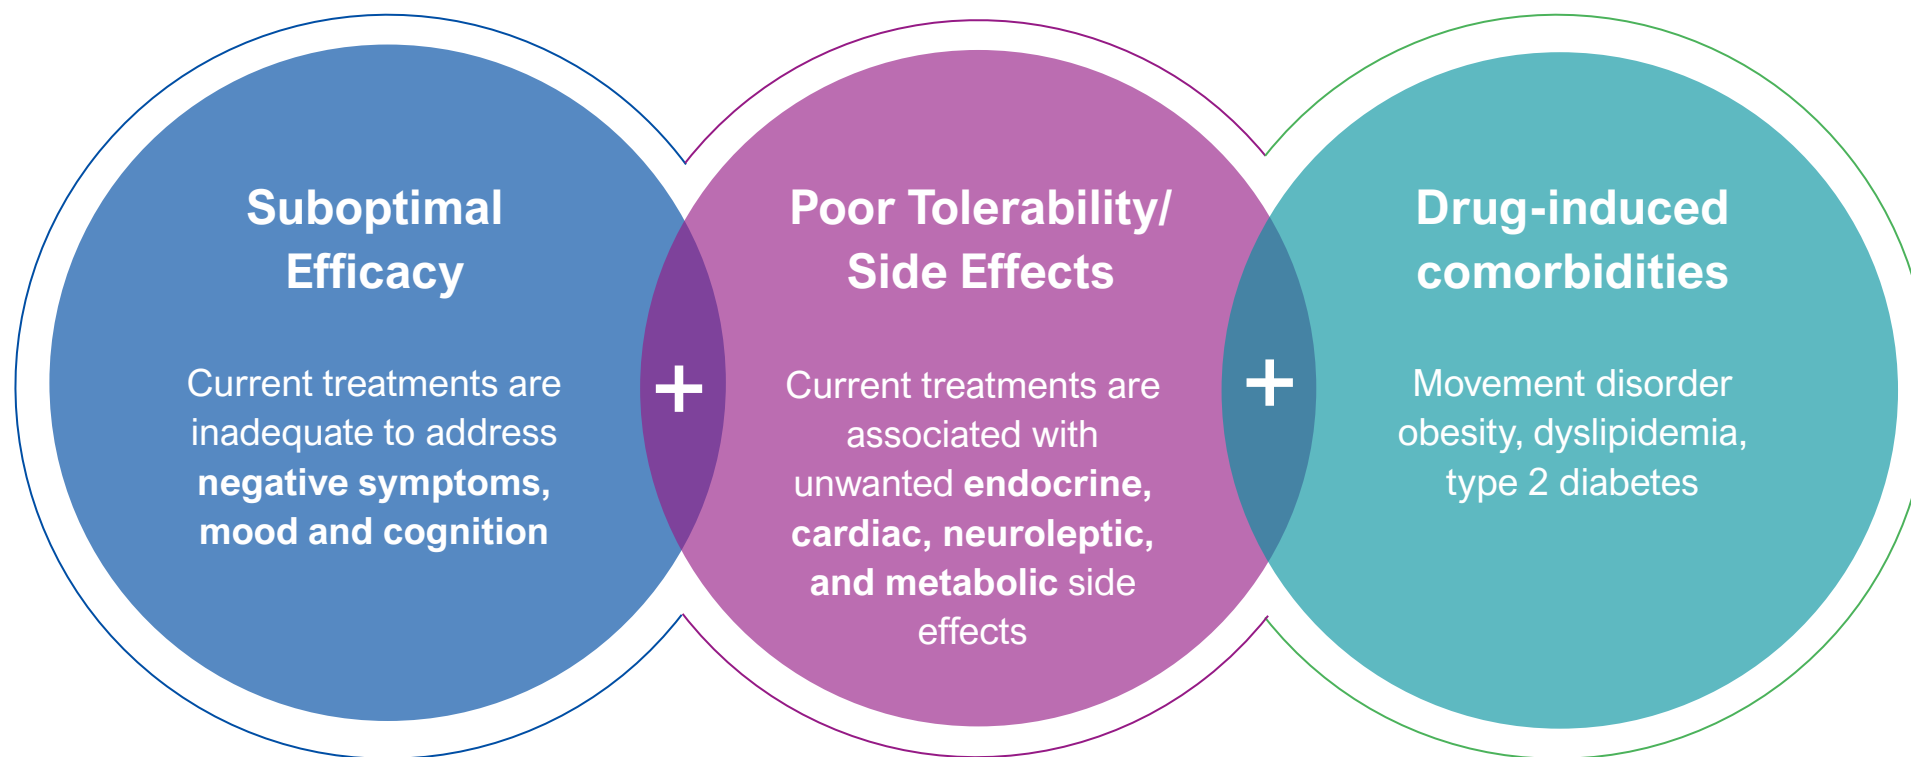 Suboptimal
Efficacy
Current treatments are
inadequate to address
negative symptoms,
mood and cognition
+
Poor Tolerability/
Side Effects
Current treatments are
associated with
unwanted endocrine,
cardiac, neuroleptic,
and metabolic side
effects
+
Drug-induced
comorbidities
Movement disorder
obesity, dyslipidemia,
type 2 diabetes